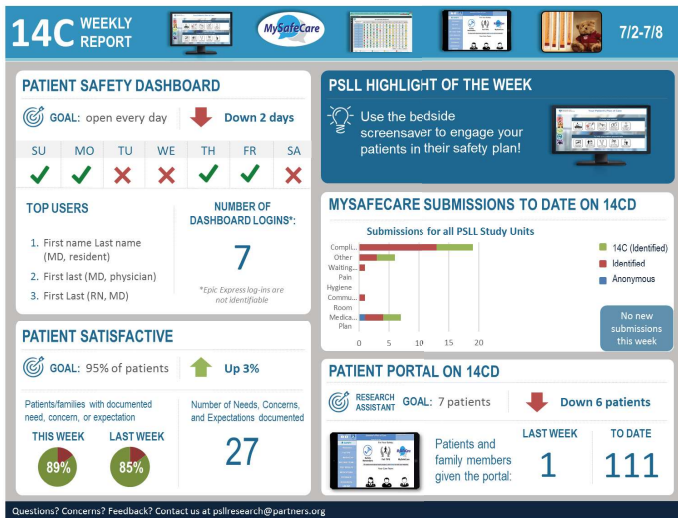 14C WEEKLY
REPORT
MySafeCare
7/2-7/8
PATIENT SAFETY DASHBOARD
GOAL: open every day
Down 2 days
SU MO TU WE TH FR SA
TOP USERS
1. First name Last name
(MD, resident)
2. First last (MD, physician)
3. First Last (RN, MD)
NUMBER OF
DASHBOARD LOGINS*:
7
*Epic Express log-ins are
not identifiable
PATIENT SATISFACTIVE
GOAL: 95% of patients
Up 3%
Patients/families with documented
need, concern, or expectation
THIS WEEK LAST WEEK
89% 85%
Number of Needs, Concerns,
and Expectations documented
27
PSLL HIGHLIGHT OF THE WEEK
Use the bedside
screensaver to engage your
patients in their safety plan!
MYSAFECARE SUBMISSIONS TO DATE ON 14CD
Submissions for all PSLL Study Units
Compli...
Other
Waiting...
Pain
Hygiene
Commu...
Room
Medica...
Plan
0 5 10 15 20
14C (Identified)
Identified
Anonymous
No new
submissions
this week
PATIENT PORTAL ON 14CD
RESEARCH
ASSISTANT
GOAL: 7 patients
Down 6 patients
Patients and
family members
given the portal:
LAST WEEK
1
TO DATE
111
Questions? Concerns? Feedback? Contact us at psllresearch@partners.org